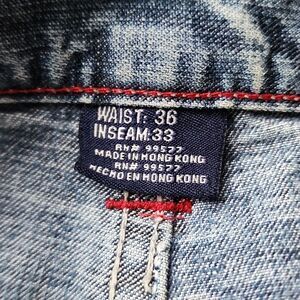 WAIST: 36
INSEAM:33
RN# 99577
MADE IN HONG KONG
RN# 99577
HECHO EN HONG KONG